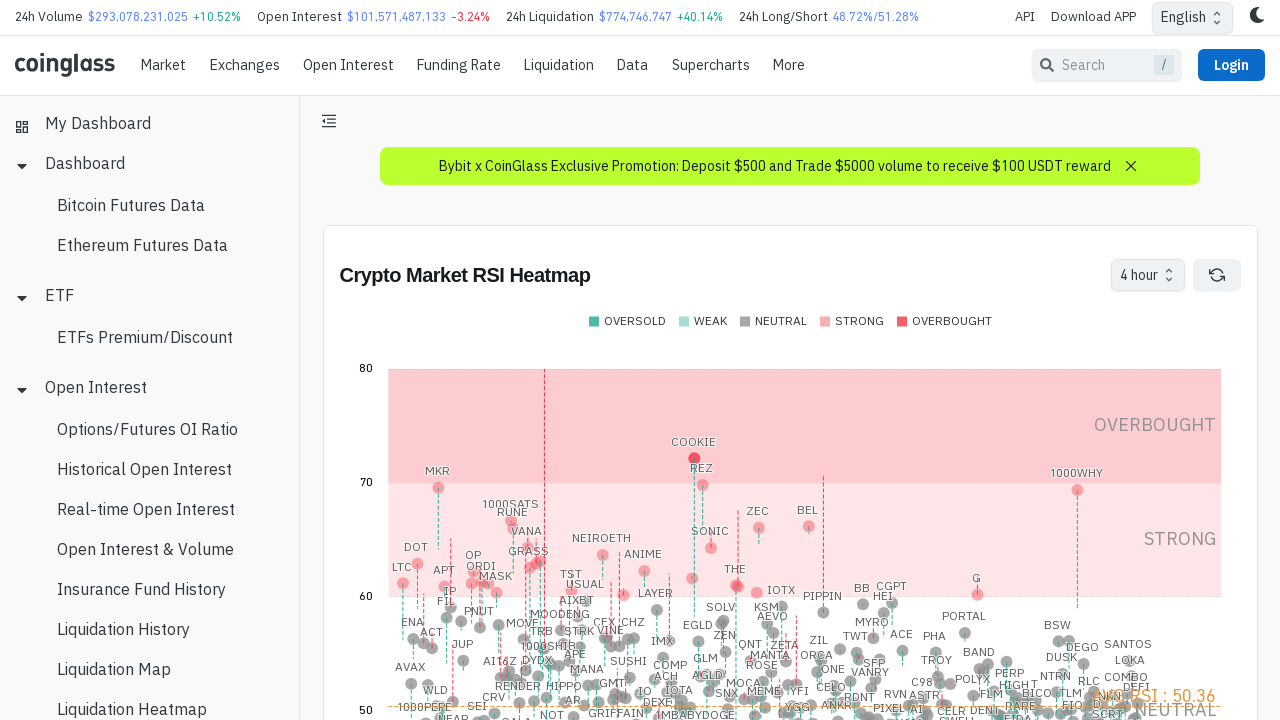 24h Volume $293,078,231,025 +10.52% Open Interest $101,571,487,133 -3.24% 24h Liquidation $774,746,747 +40.14% 24h Long/Short 48.72%/51.28% API Download APP English
coinglass Market Exchanges Open Interest Funding Rate Liquidation Data Supercharts More Search / Login
My Dashboard
Dashboard
Bitcoin Futures Data
Ethereum Futures Data
ETF
ETFs Premium/Discount
Open Interest
Options/Futures OI Ratio
Historical Open Interest
Real-time Open Interest
Open Interest & Volume
Insurance Fund History
Liquidation History
Liquidation Map
Liquidation Heatmap
Bybit x CoinGlass Exclusive Promotion: Deposit $500 and Trade $5000 volume to receive $100 USDT reward
Crypto Market RSI Heatmap
4 hour
OVERSOLD WEAK NEUTRAL STRONG OVERBOUGHT
80
OVERBOUGHT
COOKIE
REZ
MKR
1000WHY
70
1000SATS
RUNE
ZEC
BEL
VANA
SONIC
NEIROETH
STRONG
DOT
GRASS
OP
ANIME
LTC
APT
ORDI
MASK
TST
USUAL
THE
G
60
IP
FIL
AIXBT
LAYER
IOTX
PIPPIN
BB
CGPT
HEI
PNUT
MOODENG
SOLV
KSM
AEVO
PORTAL
ENA
ACT
MOVE
TRB
STRK
VINE
CFX
CHZ
EGLD
ZEN
MYRO
BSW
JUP
1000SHIB
IMX
QNT
ZETA
ZIL
TWT
ACE
PHA
DEGO
SANTOS
AVAX
AI16Z
DYDX
APE
MANA
SUSHI
COMP
GLM
ROSE
MANTA
ORCA
ONE
SFP
VANRY
TROY
BAND
DUSK
LQKA
WLD
CRV
RENDER
HIPPO
AR
GMT
ACH
IO
IOTA
AGLD
MOCA
SNX
MEME
IYFI
CELO
RDNT
RVN
ASTR
C98
POLYX
PERP
HIGH
FLM
NTRN
RLC
COMBO
DEFI
1000PEPE
SEI
NEAR
NOT
GRIFFAIN
DEXE
YGG
BICO
RARE
AVG RSI : 50.36
50
NEUTRAL